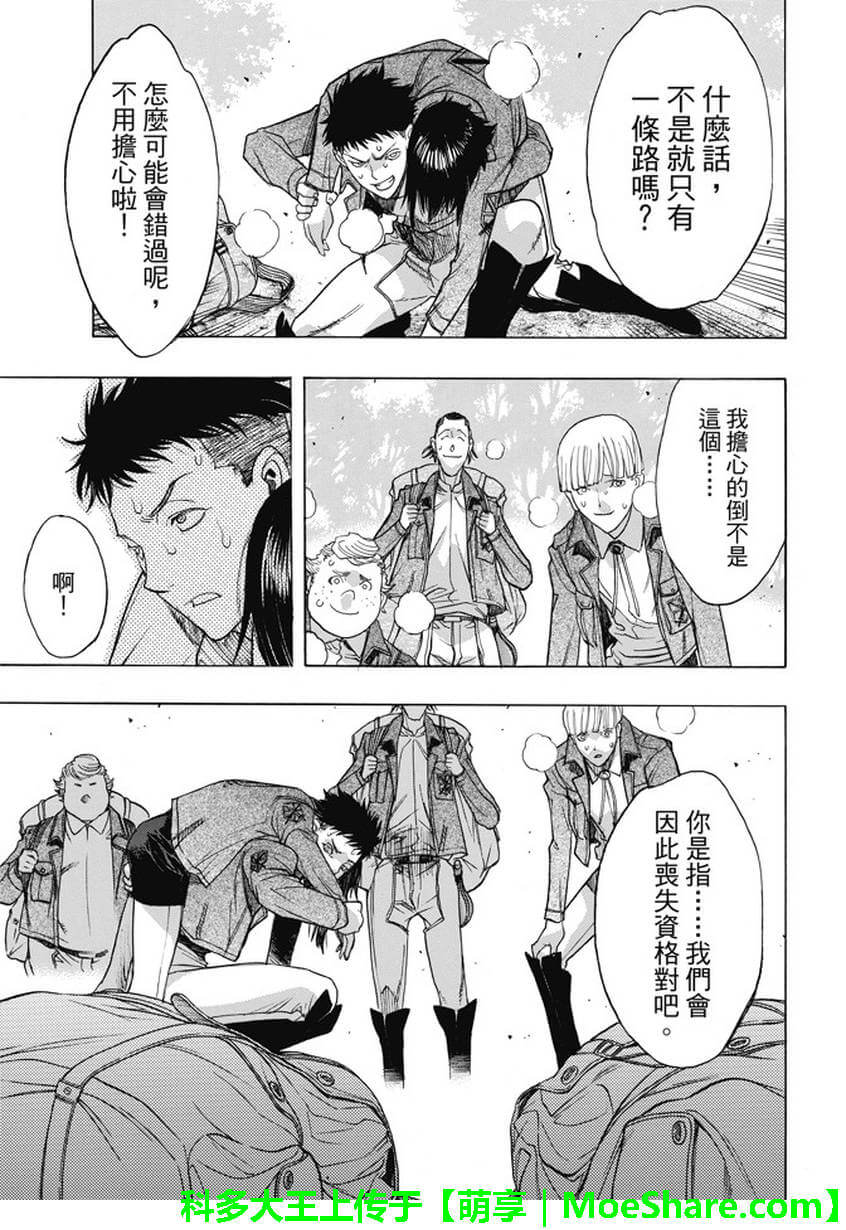 什麼話，
不是就只有
一條路嗎？
怎麼可能會錯過呢，
不用擔心啦！
我擔心的倒不是
這個……
啊！
你是指……我們會
因此喪失資格對吧。
科多大王上传于【萌享｜MoeShare.com】